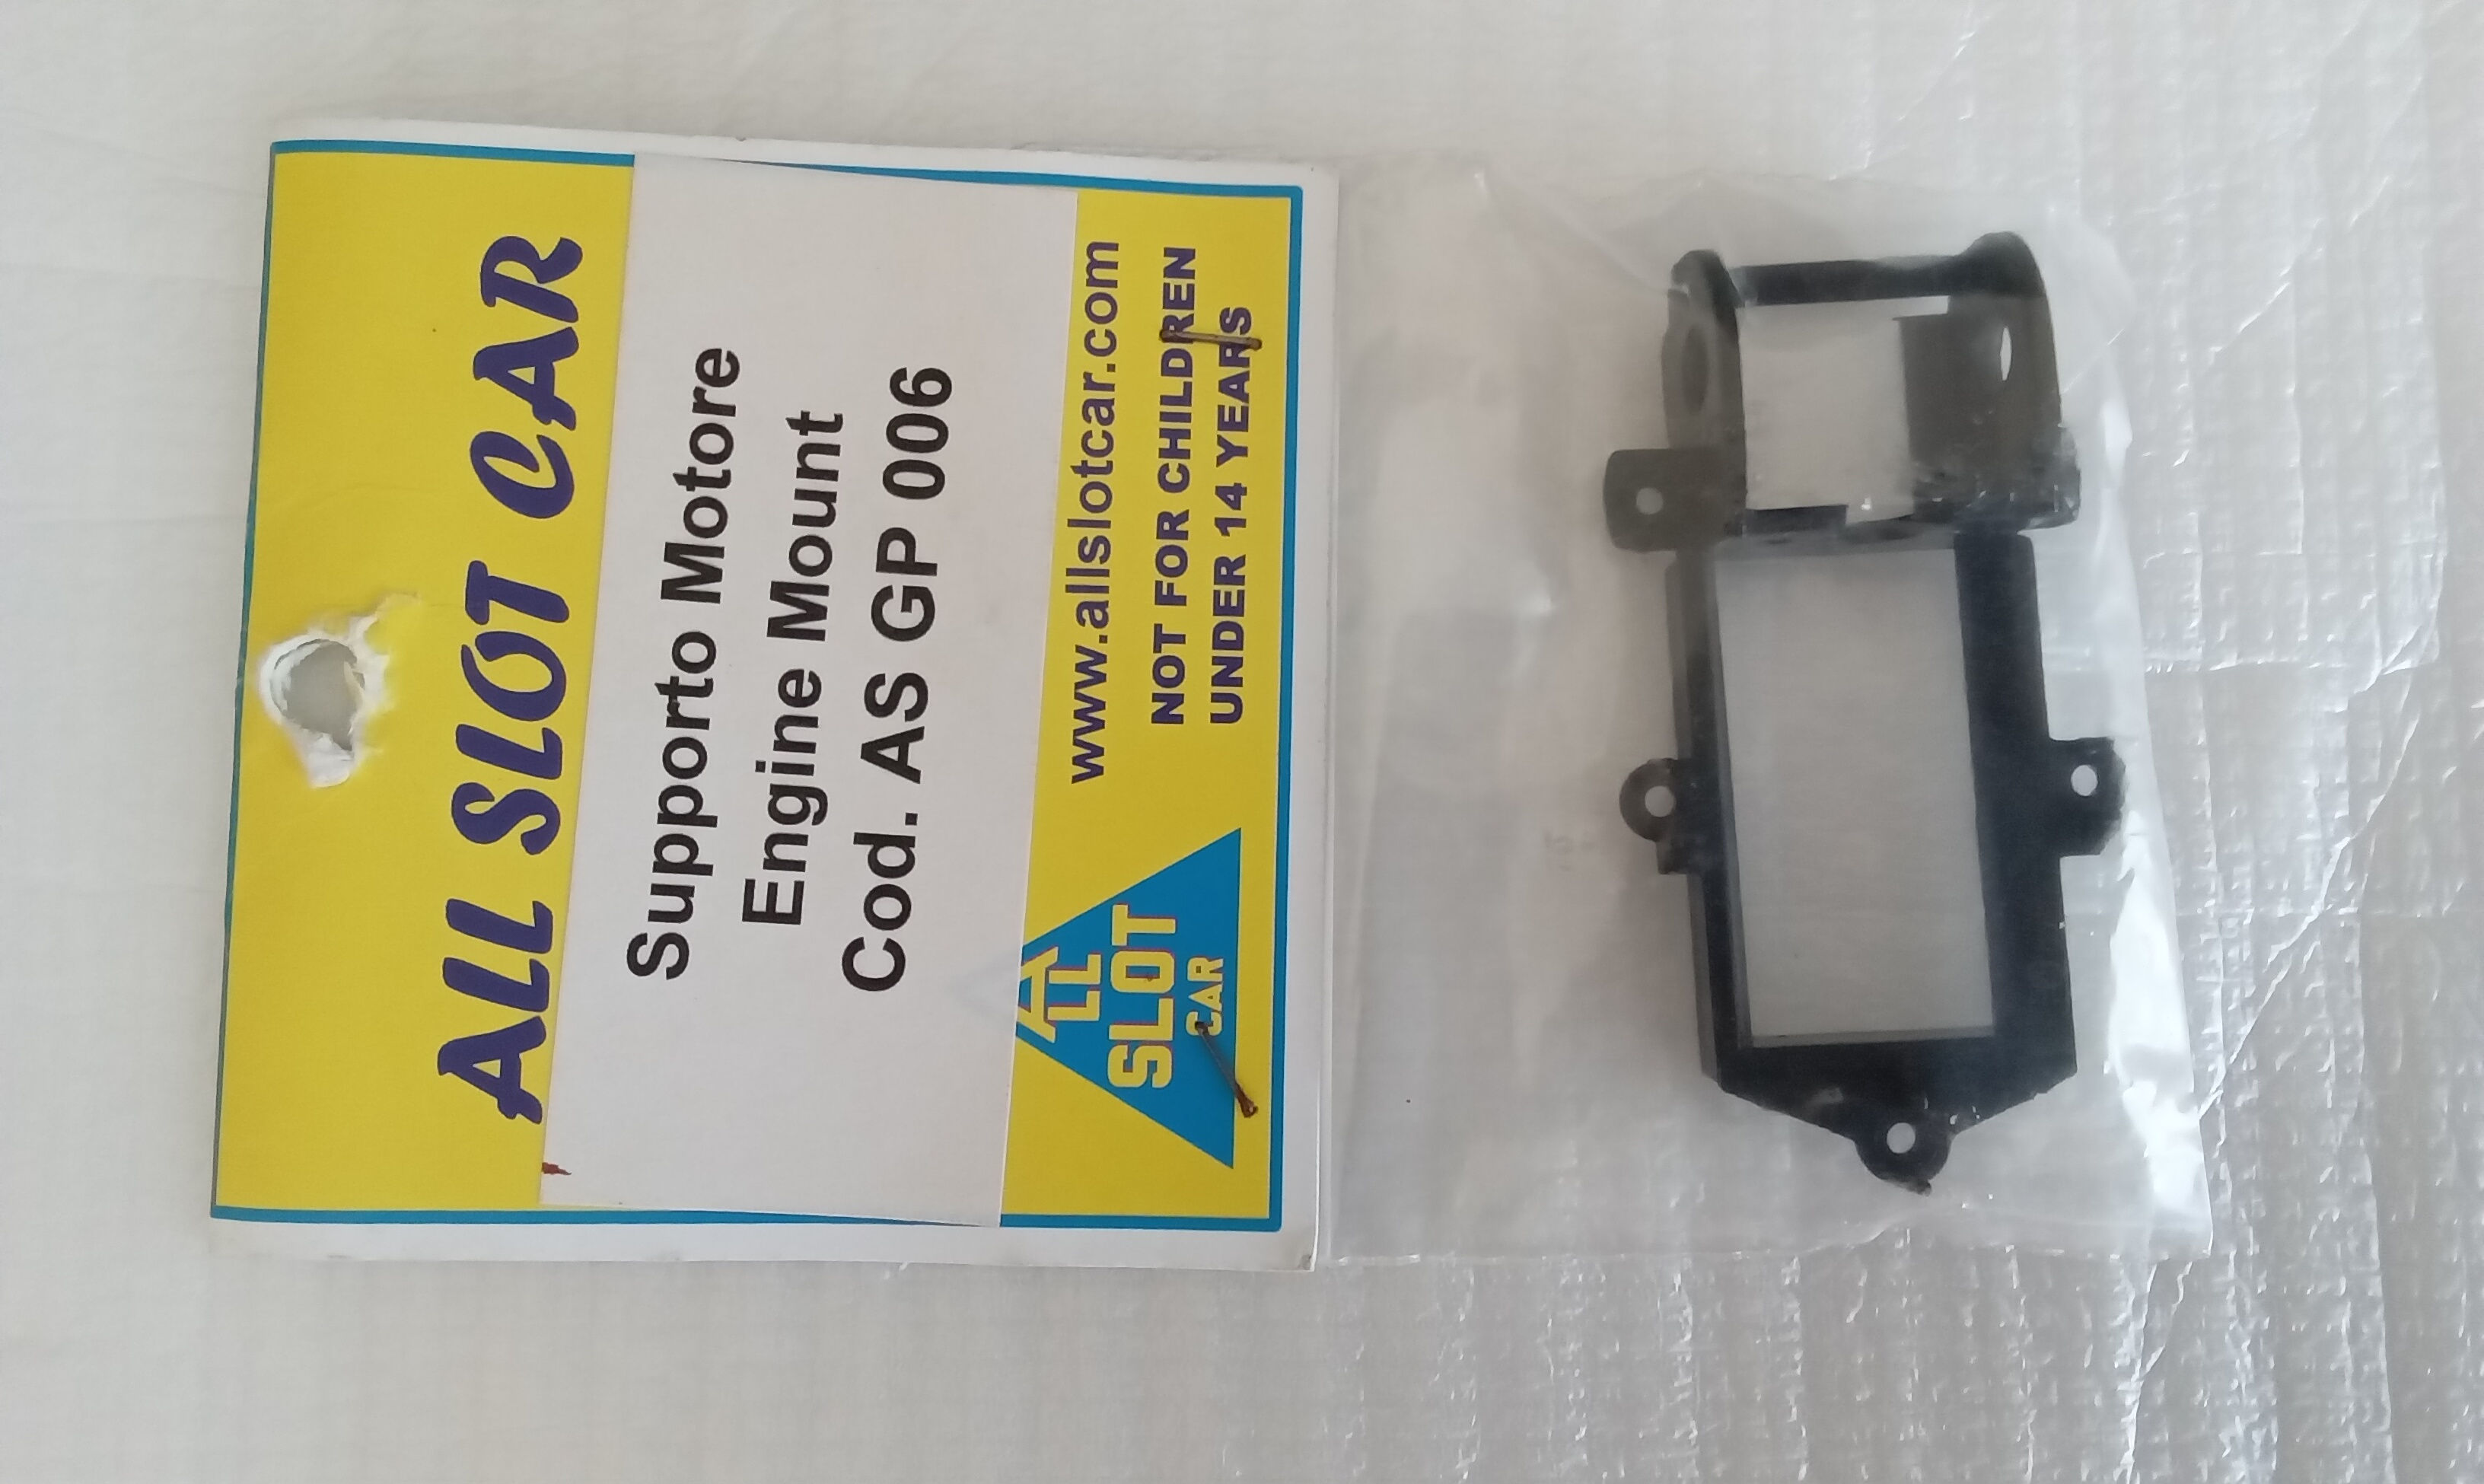 ALL SLOT CAR
Supporto Motore
Engine Mount
Cod. AS GP 006
ALL
SLOT
CAR
www.allslotcar.com
NOT FOR CHILDREN
UNDER 14 YEARS